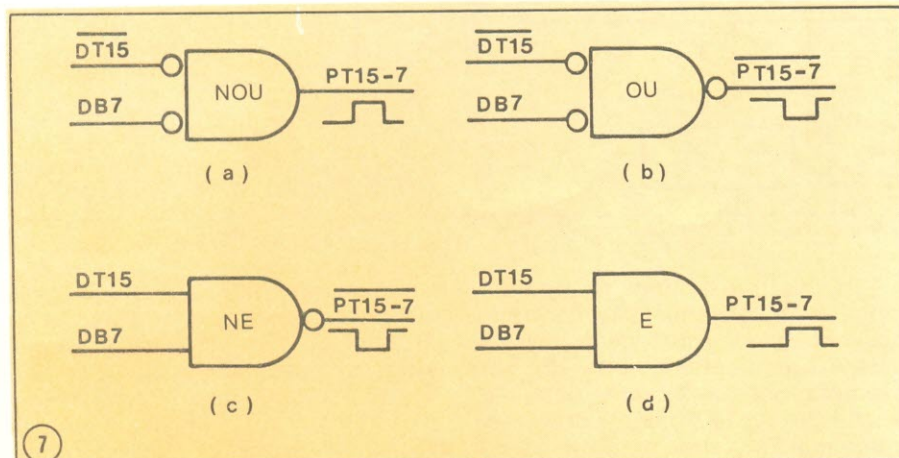 DT15
DB7
NOU
PT15-7
(a)
DT15
DB7
OU
PT15-7
(b)
DT15
DB7
NE
PT15-7
(c)
DT15
DB7
E
PT15-7
(d)
7